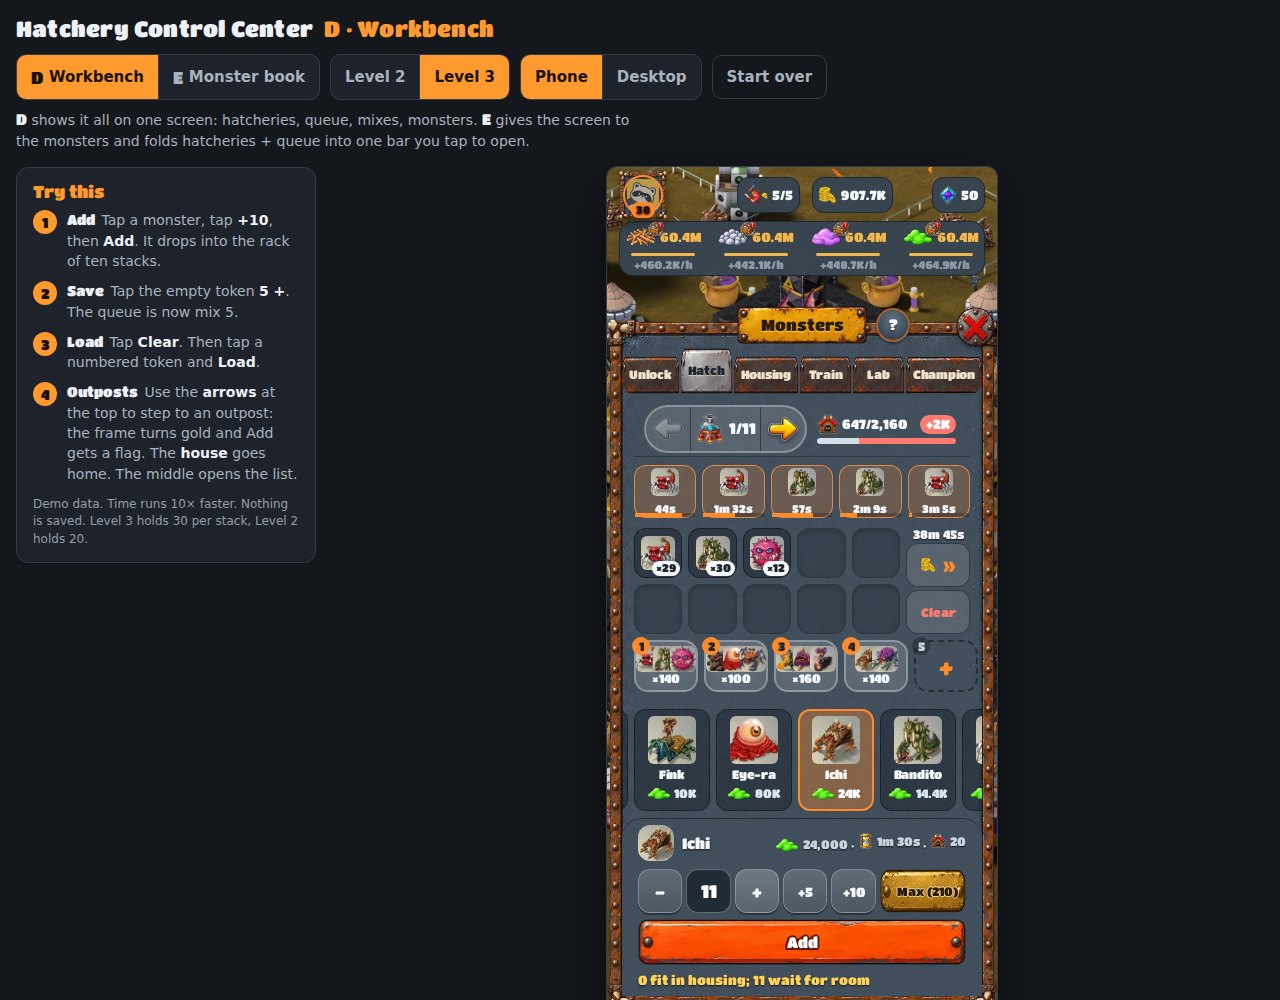 Hatchery Control Center D · Workbench
D Workbench E Monster book Level 2 Level 3 Phone Desktop Start over
D shows it all on one screen: hatcheries, queue, mixes, monsters. E gives the screen to
the monsters and folds hatcheries + queue into one bar you tap to open.
Try this
1 Add Tap a monster, tap +10,
then Add. It drops into the rack
of ten stacks.
2 Save Tap the empty token 5 +.
The queue is now mix 5.
3 Load Tap Clear. Then tap a
numbered token and Load.
4 Outposts Use the arrows at
the top to step to an outpost:
the frame turns gold and Add
gets a flag. The house goes
home. The middle opens the list.
Demo data. Time runs 10× faster. Nothing
is saved. Level 3 holds 30 per stack, Level 2
holds 20.
38 5/5 907.7K 50
60.4M 60.4M 60.4M 60.4M
+460.2K/h +442.1K/h +448.7K/h +464.9K/h
Monsters ?
Unlock Hatch Housing Train Lab Champion
1/11 647/2,160 +2K
44s 1m 32s 57s 2m 9s 3m 5s
38m 45s
×29 ×30 ×12 »
Clear
1 2 3 4 5
×140 ×100 ×160 ×140 +
Fink Eye-ra Ichi Bandito
10K 80K 24K 14.4K
Ichi 24,000 · 1m 30s · 20
− 11 + +5 +10 Max (210)
Add
0 fit in housing; 11 wait for room